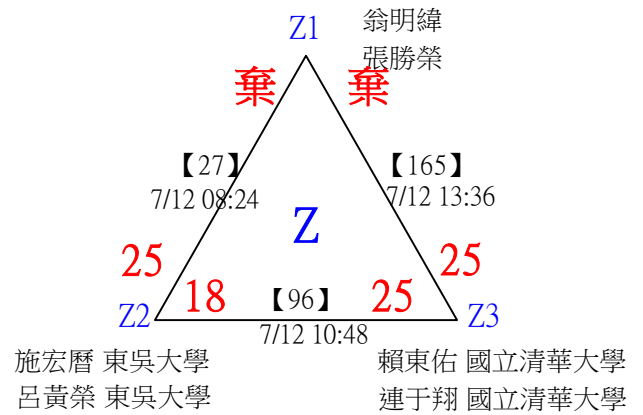 Z1
翁明緯
張勝榮
棄 棄
【27】 【165】
7/12 08:24 7/12 13:36
Z
25 25
18 【96】 25
Z2 Z3
7/12 10:48
施宏曆 東吳大學 賴東佑 國立清華大學
呂黃榮 東吳大學 連于翔 國立清華大學